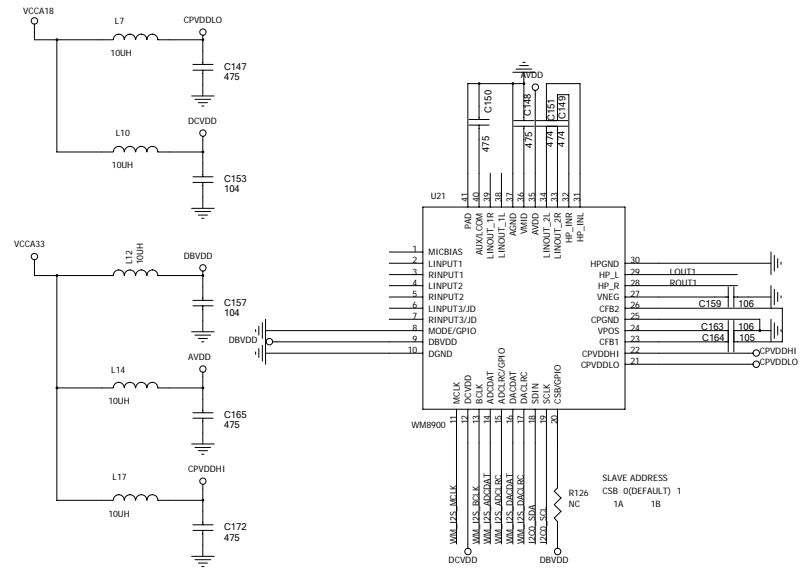 VCCA18
L7
10UH
CPVDDLO
C147
475
L10
10UH
DCVDD
C153
104
VCCA33
L12
10UH
DBVDD
C157
104
L14
10UH
AVDD
C165
475
L17
10UH
CPVDDHI
C172
475
AVDD
C150
475
C148
475
C151
474
C149
474
U21
41
40
39
38
37
36
35
34
33
32
31
PAD
AUX/LCOM
LINOUT_1R
LINOUT_1L
AGND
VMID
AVDD
LINOUT_2L
LINOUT_2R
HP_INR
HP_INL
1 MICBIAS
2 LINPUT1
3 RINPUT1
4 LINPUT2
5 RINPUT2
6 LINPUT3/JD
7 RINPUT3/JD
8 MODE/GPIO
DBVDD 9 DBVDD
10 DGND
HPGND 30
HP_L 29 LOUT1
HP_R 28 ROUT1
VNEG 27
C159 106
CFB2 26
CPGND 25
VPOS 24 C163 106
CFB1 23 C164 105
CPVDDHI 22 CPVDDHI
CPVDDLO 21 CPVDDLO
MCLK
DCVDD
BCLK
ADCDAT
ADCLRC/GPIO
DACDAT
DACLRC
SDIN
SCLK
CSB/GPIO
WM8900
11
12
13
14
15
16
17
18
19
20
WM_I2S_MCLK
WM_I2S_BCLK
WM_I2S_ADCDAT
WM_I2S_ADCLRC
WM_I2S_DACDAT
WM_I2S_DACLRC
I2C0_SDA
I2C0_SCL
R126
NC
DCVDD
DBVDD
SLAVE ADDRESS
CSB 0(DEFAULT) 1
1A 1B